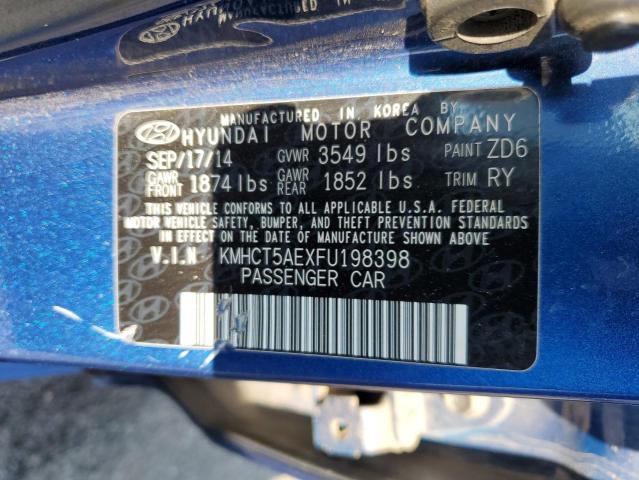 MANUFACTURED IN KOREA BY
HYUNDAI MOTOR COMPANY
SEP/17/14 GVWR 3549 lbs PAINT ZD6
GAWR FRONT 1874 lbs GAWR REAR 1852 lbs TRIM RY
THIS VEHICLE CONFORMS TO ALL APPLICABLE U.S.A. FEDERAL
MOTOR VEHICLE SAFETY, BUMPER, AND THEFT PREVENTION STANDARDS
IN EFFECT ON THE DATE OF MANUFACTURE SHOWN ABOVE.
V.I.N KMHCT5AEXFU198398
PASSENGER CAR